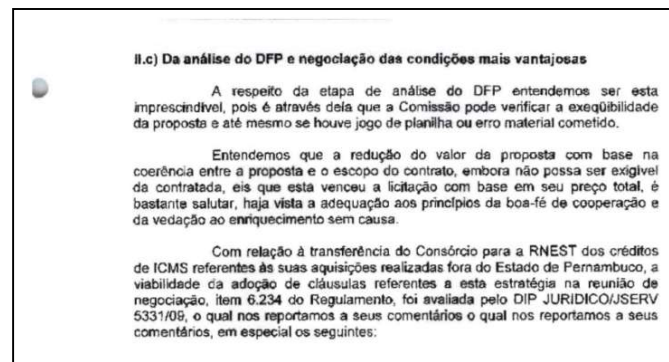 II.c) Da análise do DFP e negociação das condições mais vantajosas
A respeito da etapa de análise do DFP entendemos ser esta
imprescindível, pois é através dela que a Comissão pode verificar a exeqüibilidade
da proposta e até mesmo se houve jogo de planilha ou erro material cometido.
Entendemos que a redução do valor da proposta com base na
coerência entre a proposta e o escopo do contrato, embora não possa ser exigível
da contratada, eis que esta venceu a licitação com base em seu preço total, é
bastante salutar, haja vista a adequação aos princípios da boa-fé de cooperação e
da vedação ao enriquecimento sem causa.
Com relação à transferência do Consórcio para a RNEST dos créditos
de ICMS referentes às suas aquisições realizadas fora do Estado de Pernambuco, a
viabilidade da adoção de cláusulas referentes a esta estratégia na reunião de
negociação, item 6.234 do Regulamento, foi avaliada pelo DIP JURIDICO/JSERV
5331/09, o qual nos reportamos a seus comentários o qual nos reportamos a seus
comentários, em especial os seguintes: